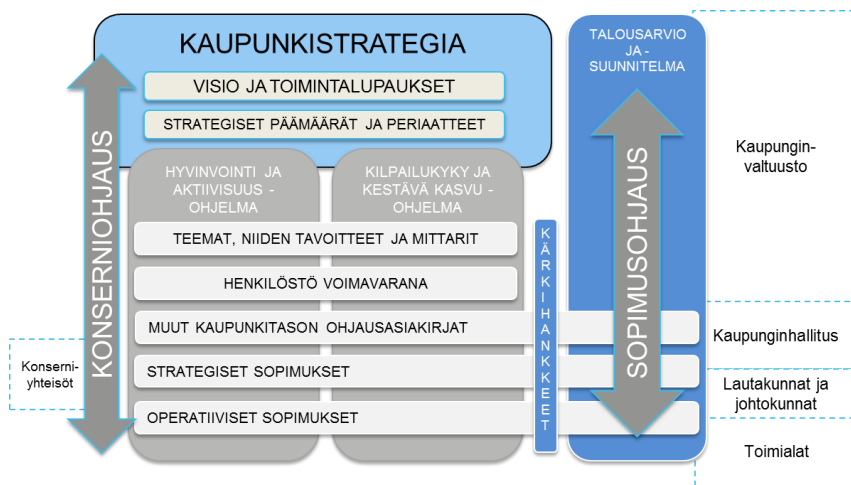 KAUPUNKISTRATEGIA
VISIO JA TOIMINTALUPAUKSET
STRATEGISET PÄÄMÄÄRÄT JA PERIAATTEET
HYVINVOINTI JA
AKTIIVISUUS -
OHJELMA
KILPAILUKYKY JA
KESTÄVÄ KASVU -
OHJELMA
TEEMAT, NIIDEN TAVOITTEET JA MITTARIT
HENKILÖSTÖ VOIMAVARANA
MUUT KAUPUNKITASON OHJAUSASIAKIRJAT
STRATEGISET SOPIMUKSET
OPERATIIVISET SOPIMUKSET
KONSERNIOHJAUS
Konserni-
yhteisöt
KÄRKIHANKKEET
TALOUSARVIO
JA -
SUUNNITELMA
SOPIMUSOHJAUS
Kaupungin-
valtuusto
Kaupunginhallitus
Lautakunnat ja
johtokunnat
Toimialat